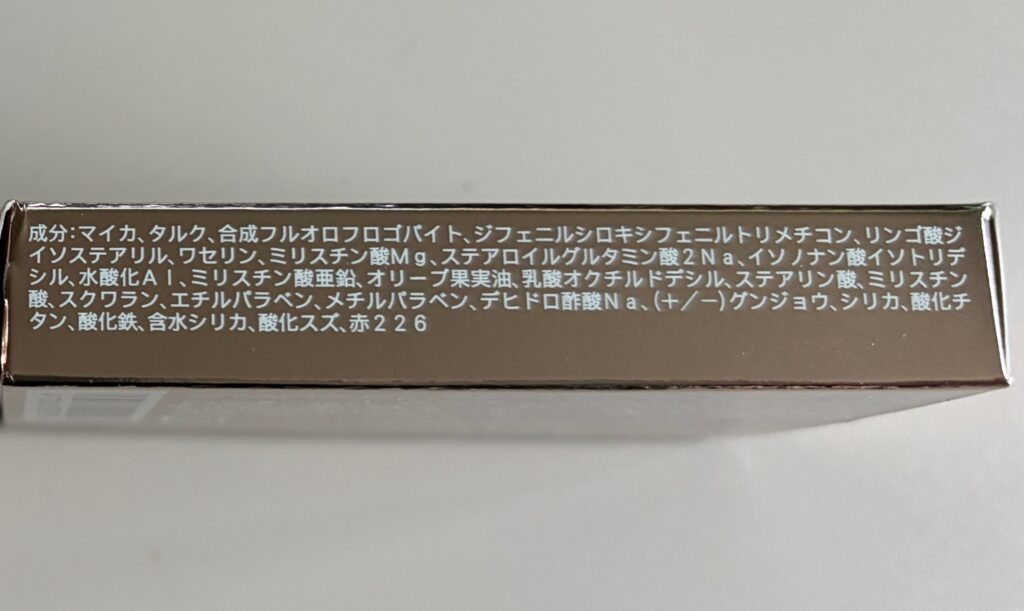 成分:マイカ、タルク、合成フルオロフロゴパイト、ジフェニルシロキシフェニルトリメチコン、リンゴ酸ジ
イソステアリル、ワセリン、ミリスチン酸Mg、ステアロイルグルタミン酸2Na、イソノナン酸イソトリデ
シル、水酸化Al、ミリスチン酸亜鉛、オリーブ果実油、乳酸オクチルドデシル、ステアリン酸、ミリスチン
酸、スクワラン、エチルパラベン、メチルパラベン、デヒドロ酢酸Na、(+/-)グンジョウ、シリカ、酸化チ
タン、酸化鉄、含水シリカ、酸化スズ、赤226